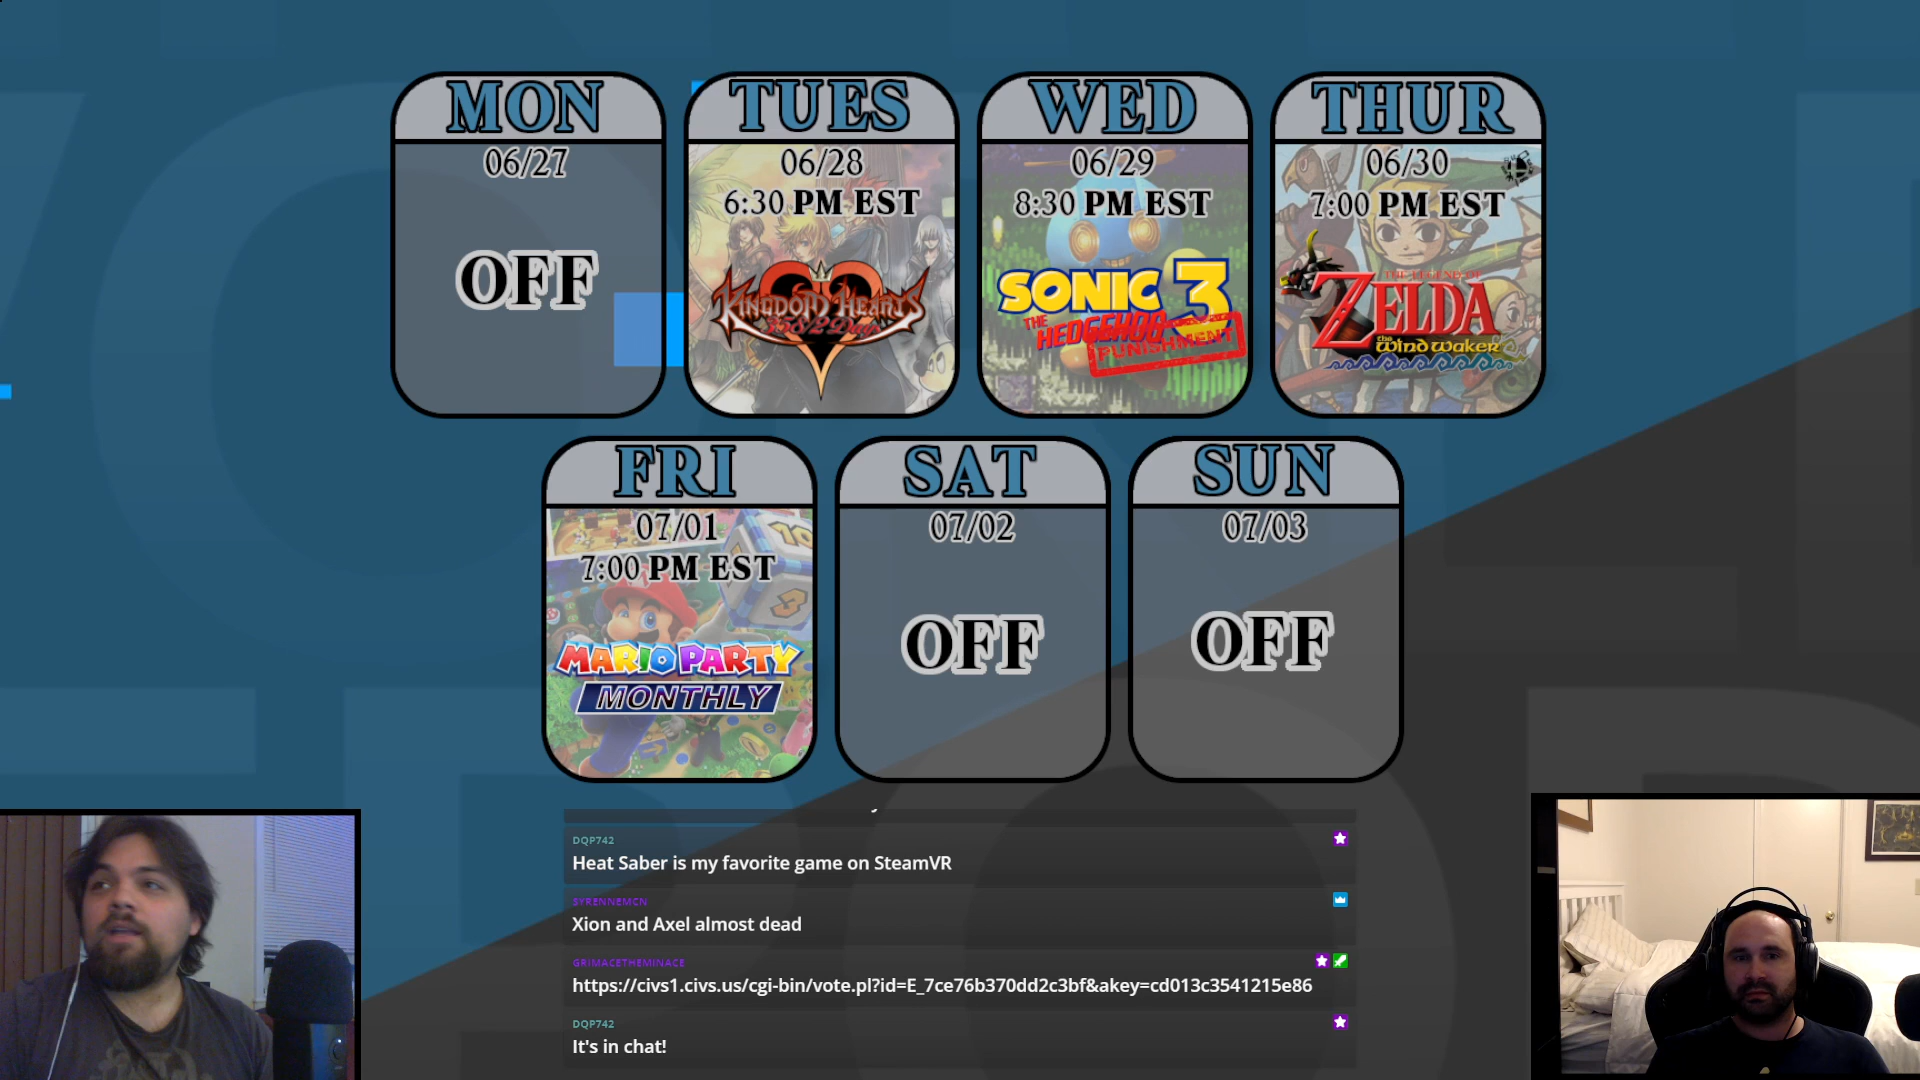 MON
06/27
OFF
TUES
06/28
6:30 PM EST
KINGDOM HEARTS
358/2 Days
WED
06/29
8:30 PM EST
SONIC 3
THE HEDGEHOG
PUNISHMENT
THUR
06/30
7:00 PM EST
THE LEGEND OF
ZELDA
the Wind Waker
FRI
07/01
7:00 PM EST
10
3
MARIO PARTY
MONTHLY
SAT
07/02
OFF
SUN
07/03
OFF
DQP742
Heat Saber is my favorite game on SteamVR
SYRENNEMCN
Xion and Axel almost dead
GRIMACETHEMINACE
https://civs1.civs.us/cgi-bin/vote.pl?id=E_7ce76b370dd2c3bf&akey=cd013c3541215e86
DQP742
It's in chat!